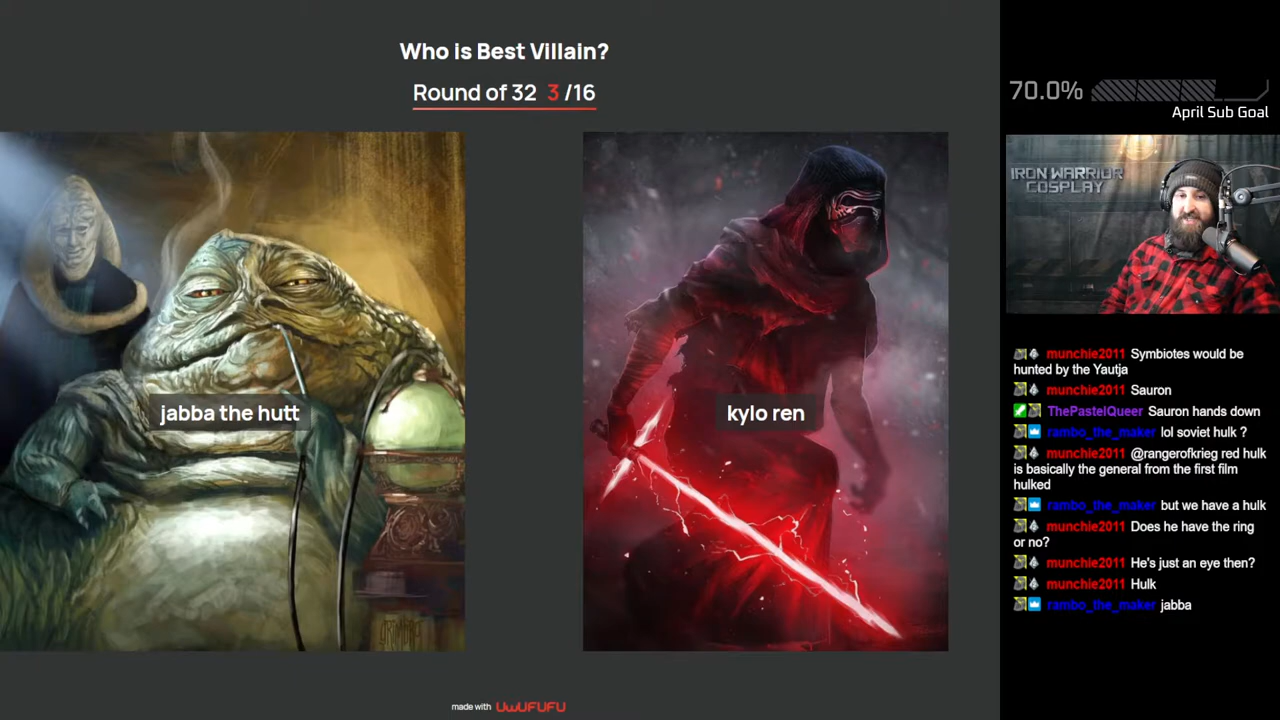 Who is Best Villain?
Round of 32 3 /16
jabba the hutt
kylo ren
made with UWUFUFU
70.0%
April Sub Goal
IRON WARRIOR
COSPLAY
munchie2011 Symbiotes would be
hunted by the Yautja
munchie2011 Sauron
ThePastelQueer Sauron hands down
rambo_the_maker lol soviet hulk ?
munchie2011 @rangerofkrieg red hulk
is basically the general from the first film
hulked
rambo_the_maker but we have a hulk
munchie2011 Does he have the ring
or no?
munchie2011 He's just an eye then?
munchie2011 Hulk
rambo_the_maker jabba